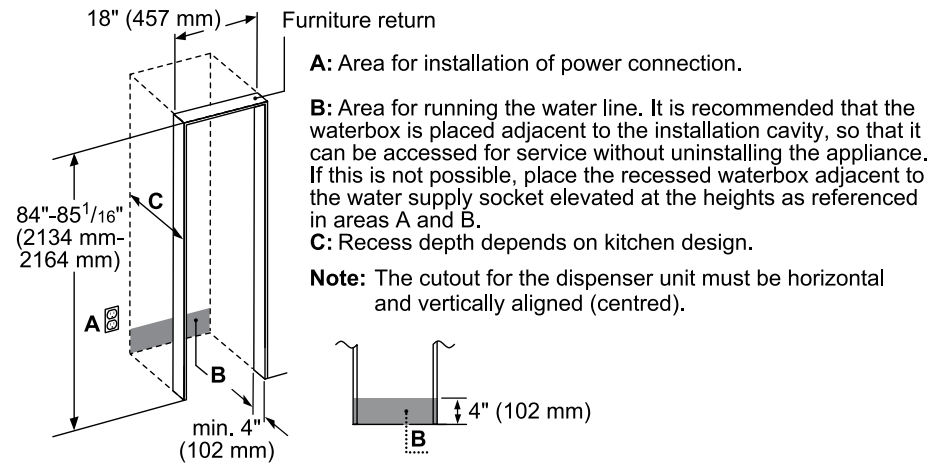 18" (457 mm)
Furniture return
A: Area for installation of power connection.
B: Area for running the water line. It is recommended that the
waterbox is placed adjacent to the installation cavity, so that it
can be accessed for service without uninstalling the appliance.
If this is not possible, place the recessed waterbox adjacent to
the water supply socket elevated at the heights as referenced
in areas A and B.
C: Recess depth depends on kitchen design.
Note: The cutout for the dispenser unit must be horizontal
and vertically aligned (centred).
C
84"-85 1/16"
(2134 mm-
2164 mm)
A
B
min. 4"
(102 mm)
4" (102 mm)
B